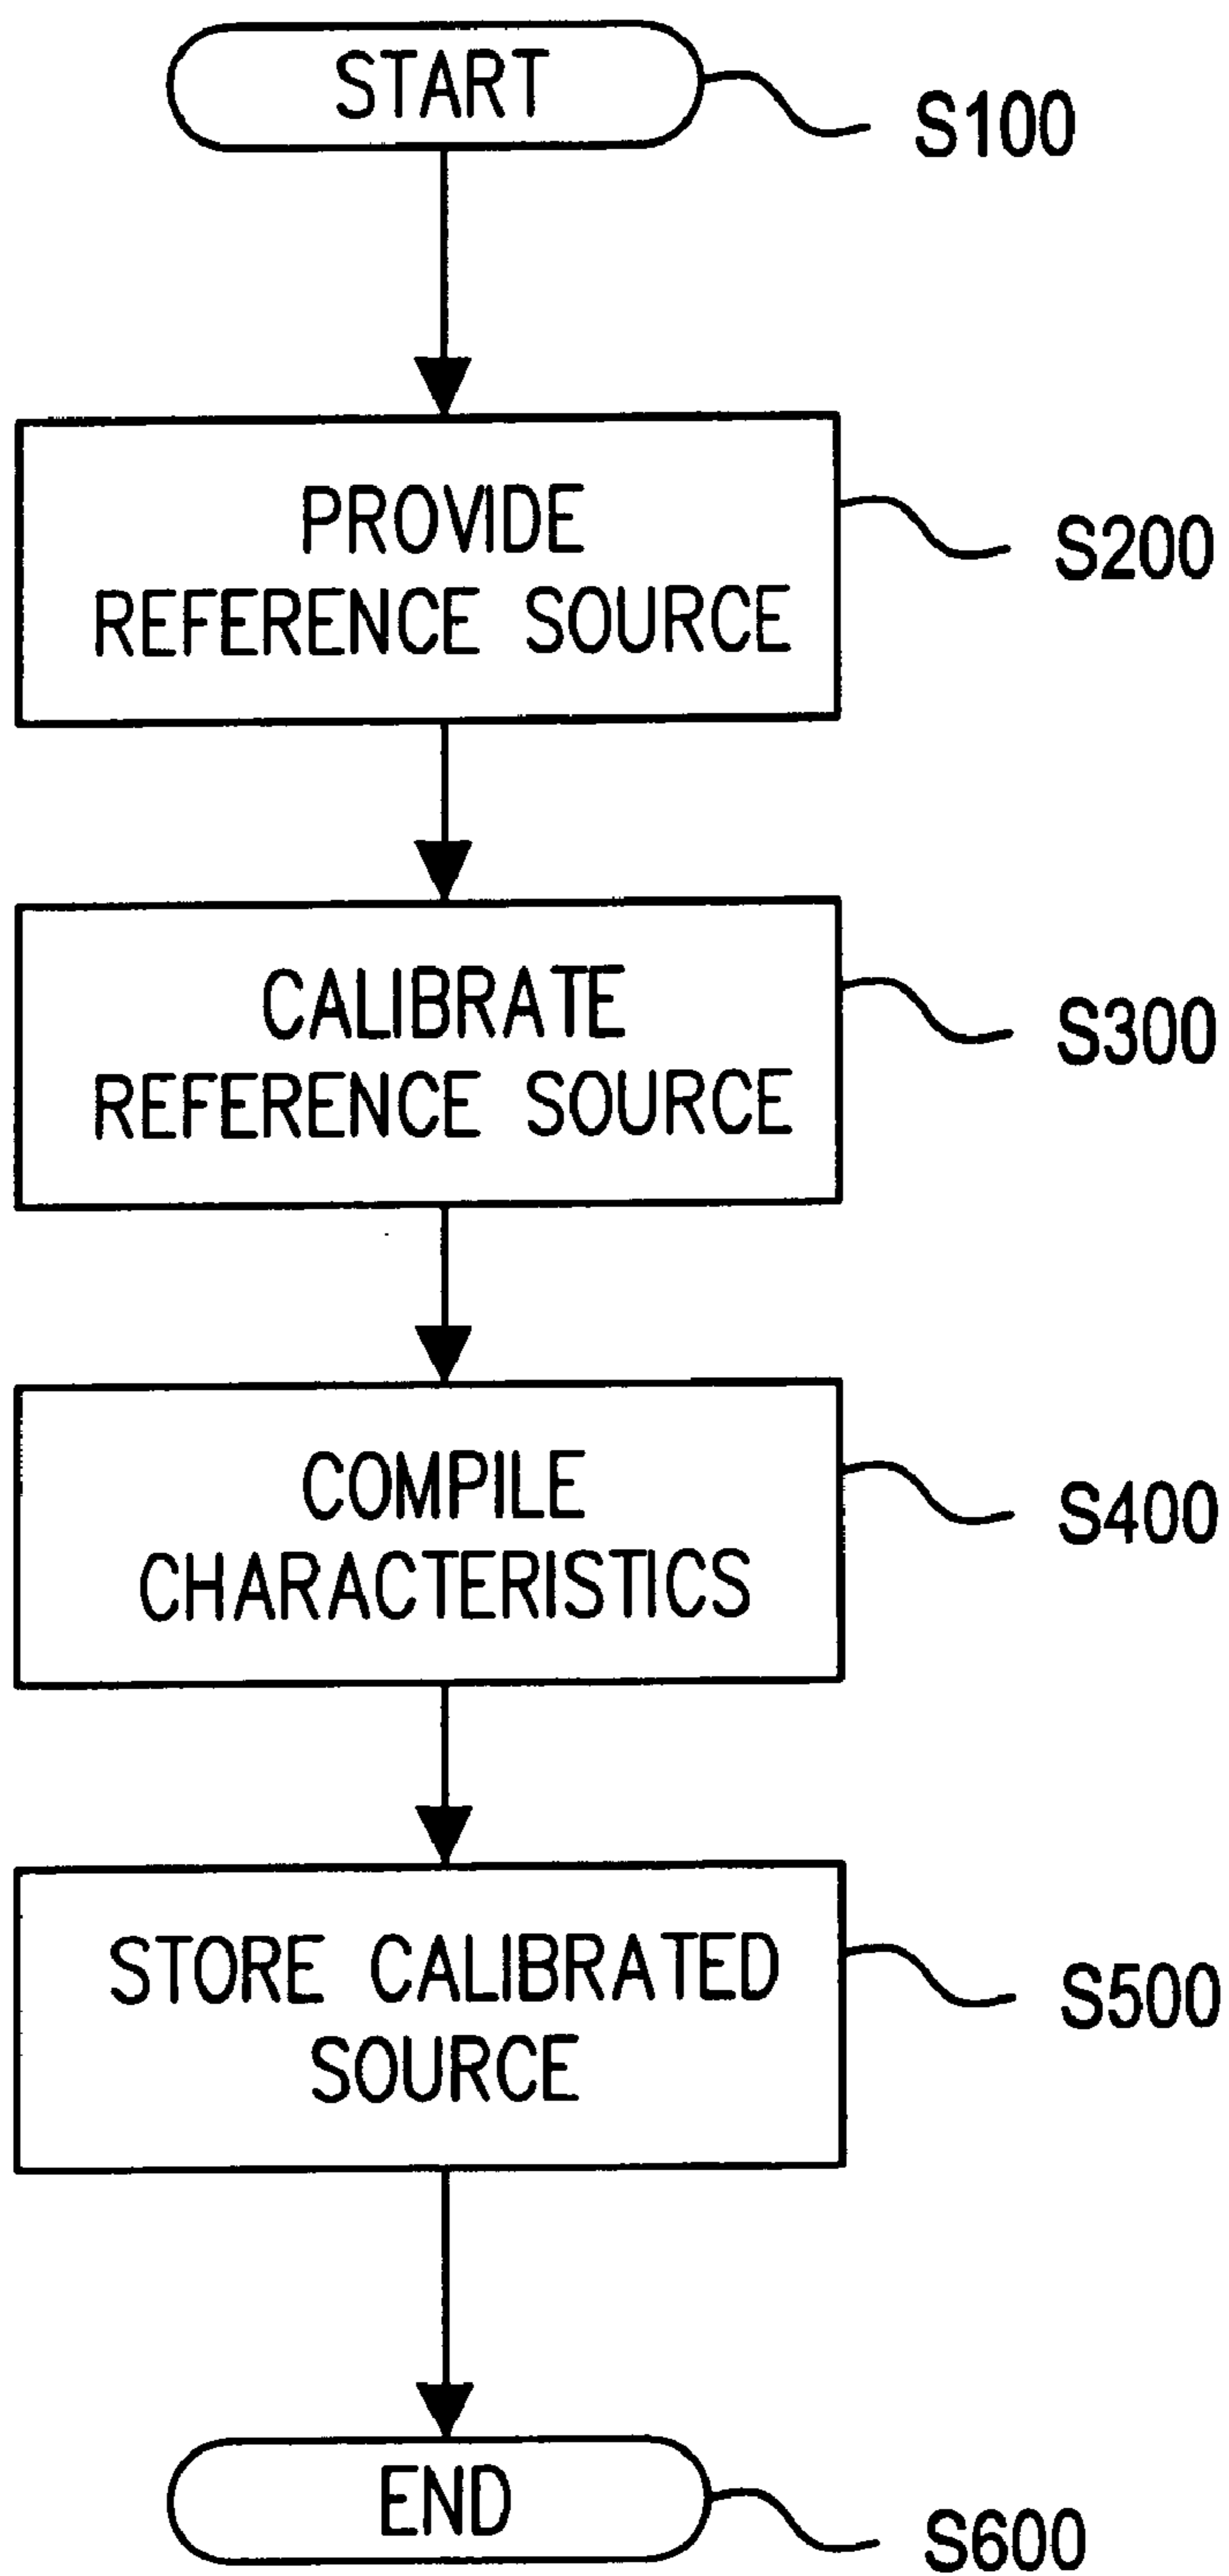 START
S100
PROVIDE
REFERENCE SOURCE
S200
CALIBRATE
REFERENCE SOURCE
S300
COMPILE
CHARACTERISTICS
S400
STORE CALIBRATED
SOURCE
S500
END
S600